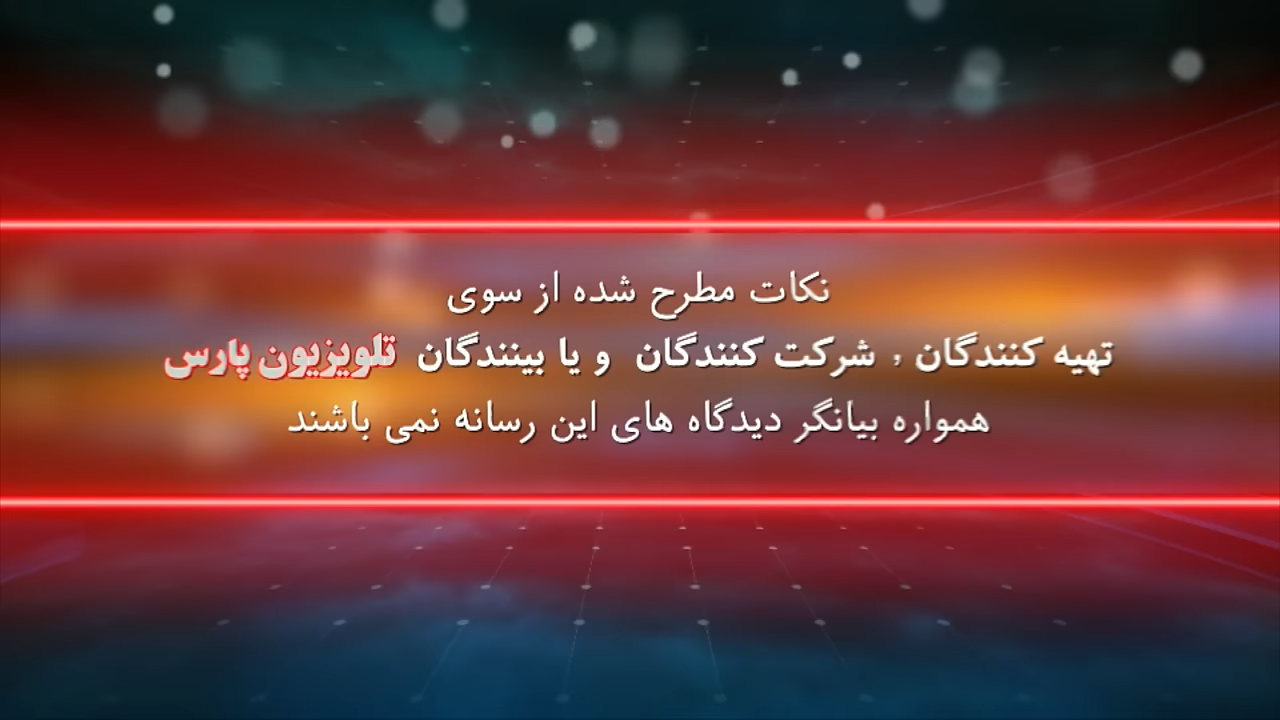 نکات مطرح شده از سوی
تهیه کنندگان , شرکت کنندگان و یا بینندگان تلویزیون پارس
همواره بیانگر دیدگاه های این رسانه نمی باشند